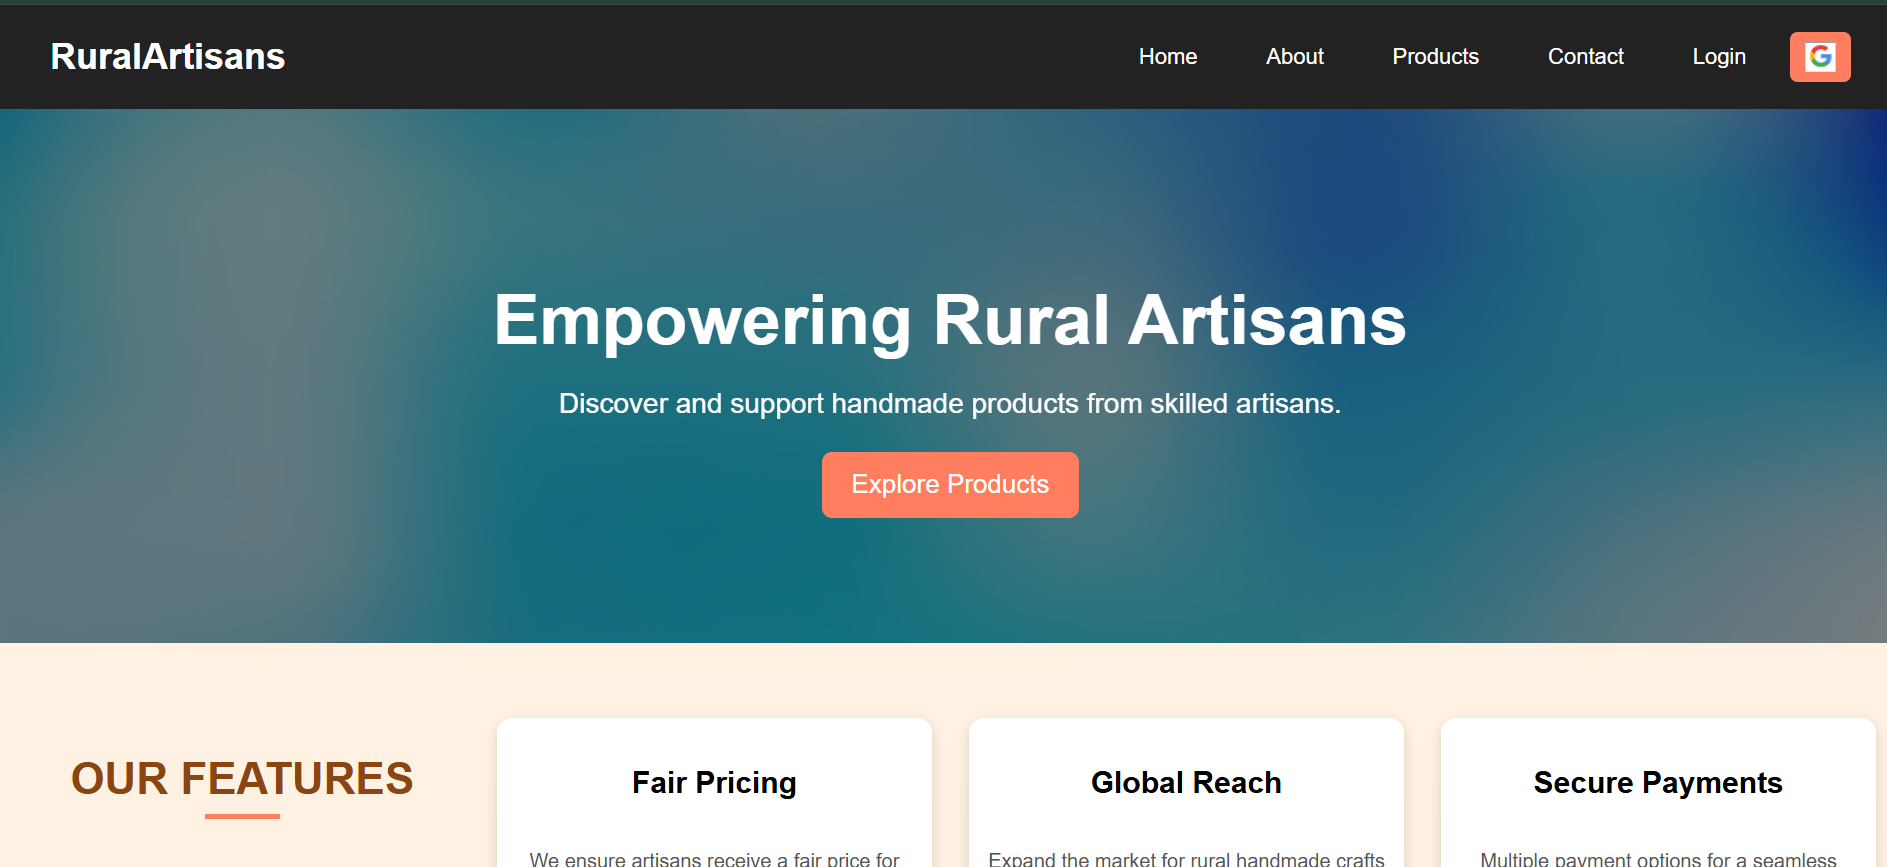 RuralArtisans
Home
About
Products
Contact
Login
G
Empowering Rural Artisans
Discover and support handmade products from skilled artisans.
Explore Products
OUR FEATURES
Fair Pricing
We ensure artisans receive a fair price for
Global Reach
Expand the market for rural handmade crafts
Secure Payments
Multiple payment options for a seamless